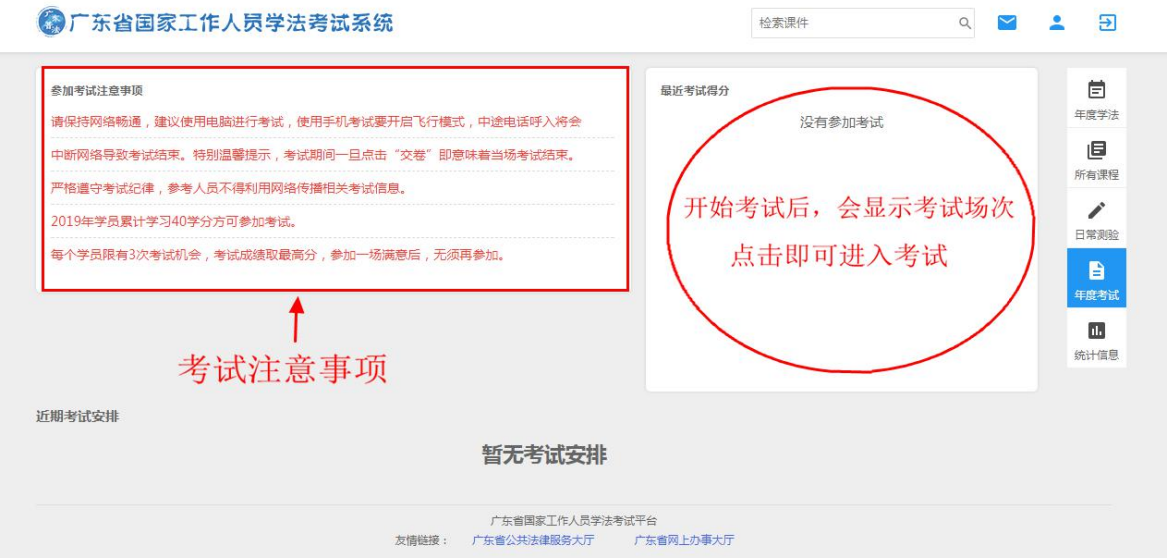 广东省国家工作人员学法考试系统
检索课件
参加考试注意事项
请保持网络畅通，建议使用电脑进行考试，使用手机考试要开启飞行模式，中途电话呼入将会
中断网络导致考试结束。特别温馨提示，考试期间一旦点击“交卷”即意味着当场考试结束。
严格遵守考试纪律，参考人员不得利用网络传播相关考试信息。
2019年学员累计学习40学分方可参加考试。
每个学员限有3次考试机会，考试成绩取最高分，参加一场满意后，无须再参加。
考试注意事项
最近考试得分
没有参加考试
开始考试后，会显示考试场次
点击即可进入考试
年度学法
所有课程
日常测验
年度考试
统计信息
近期考试安排
暂无考试安排
广东省国家工作人员学法考试平台
友情链接： 广东省公共法律服务大厅 广东省网上办事大厅